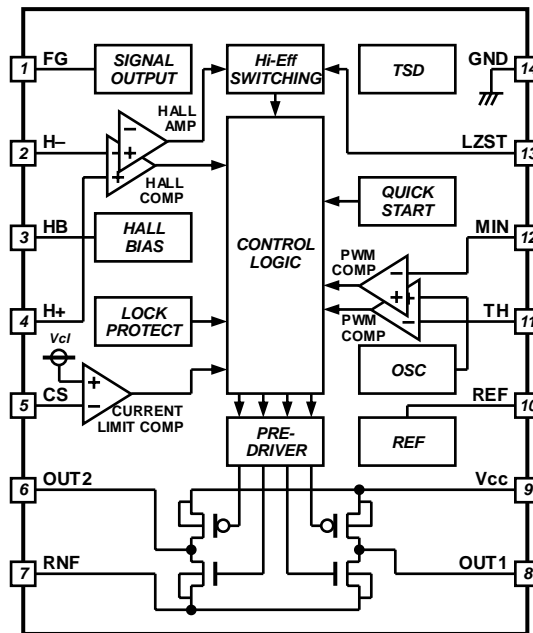 FG
SIGNAL
OUTPUT
Hi-Eff
SWITCHING
TSD
GND
1
14
HALL
AMP
H–
LZST
2
13
–
+
–
+
HALL
COMP
QUICK
START
HB
HALL
BIAS
MIN
3
12
CONTROL
LOGIC
PWM
COMP
–
+
+
–
H+
LOCK
PROTECT
PWM
COMP
TH
4
11
Vcl
+
–
OSC
CS
CURRENT
LIMIT COMP
REF
5
10
PRE-
DRIVER
REF
OUT2
Vcc
6
9
RNF
OUT1
7
8